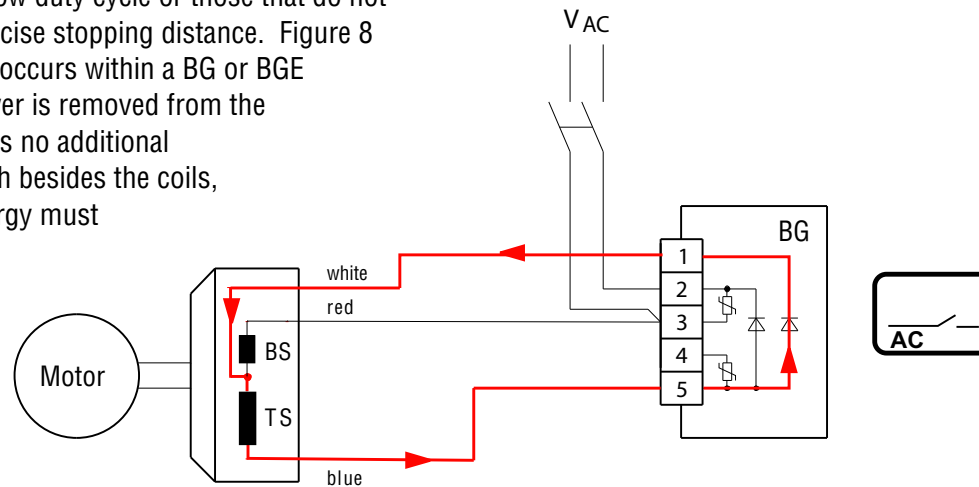 ow duty cycle or those that do not
cise stopping distance. Figure 8
occurs within a BG or BGE
er is removed from the
s no additional
h besides the coils,
rgy must
V AC
BG
1
2
3
4
5
white
red
BS
TS
blue
Motor
AC